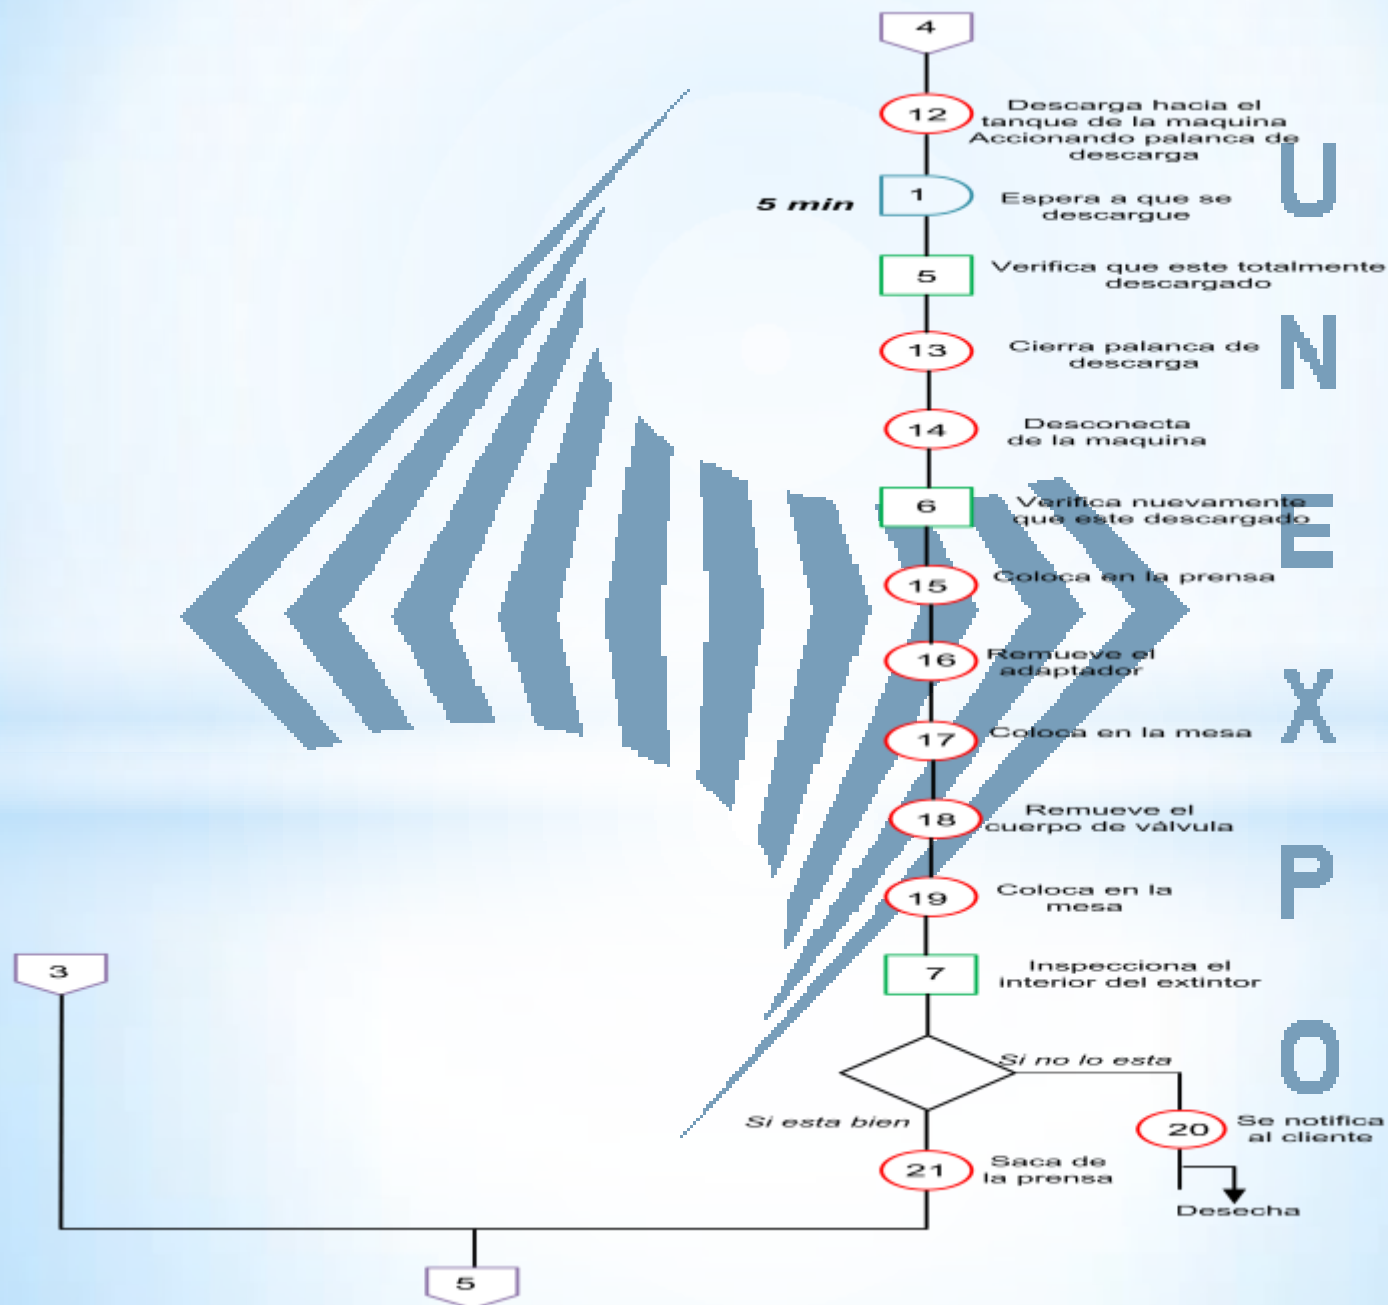 4
12
Descarga hacia el
tanque de la maquina
Accionando palanca de
descarga
5 min
1
Espera a que se
descargue
5
Verifica que este totalmente
descargado
13
Cierra palanca de
descarga
14
Desconecta
de la maquina
6
Verifica nuevamente
que este descargado
15
Coloca en la prensa
16
Remueve el
adaptador
17
Coloca en la mesa
18
Remueve el
cuerpo de válvula
19
Coloca en la
mesa
3
7
Inspecciona el
interior del extintor
Si no lo esta
Si esta bien
20
Se notifica
al cliente
21
Saca de
la prensa
Desecha
5
U
N
E
X
P
O